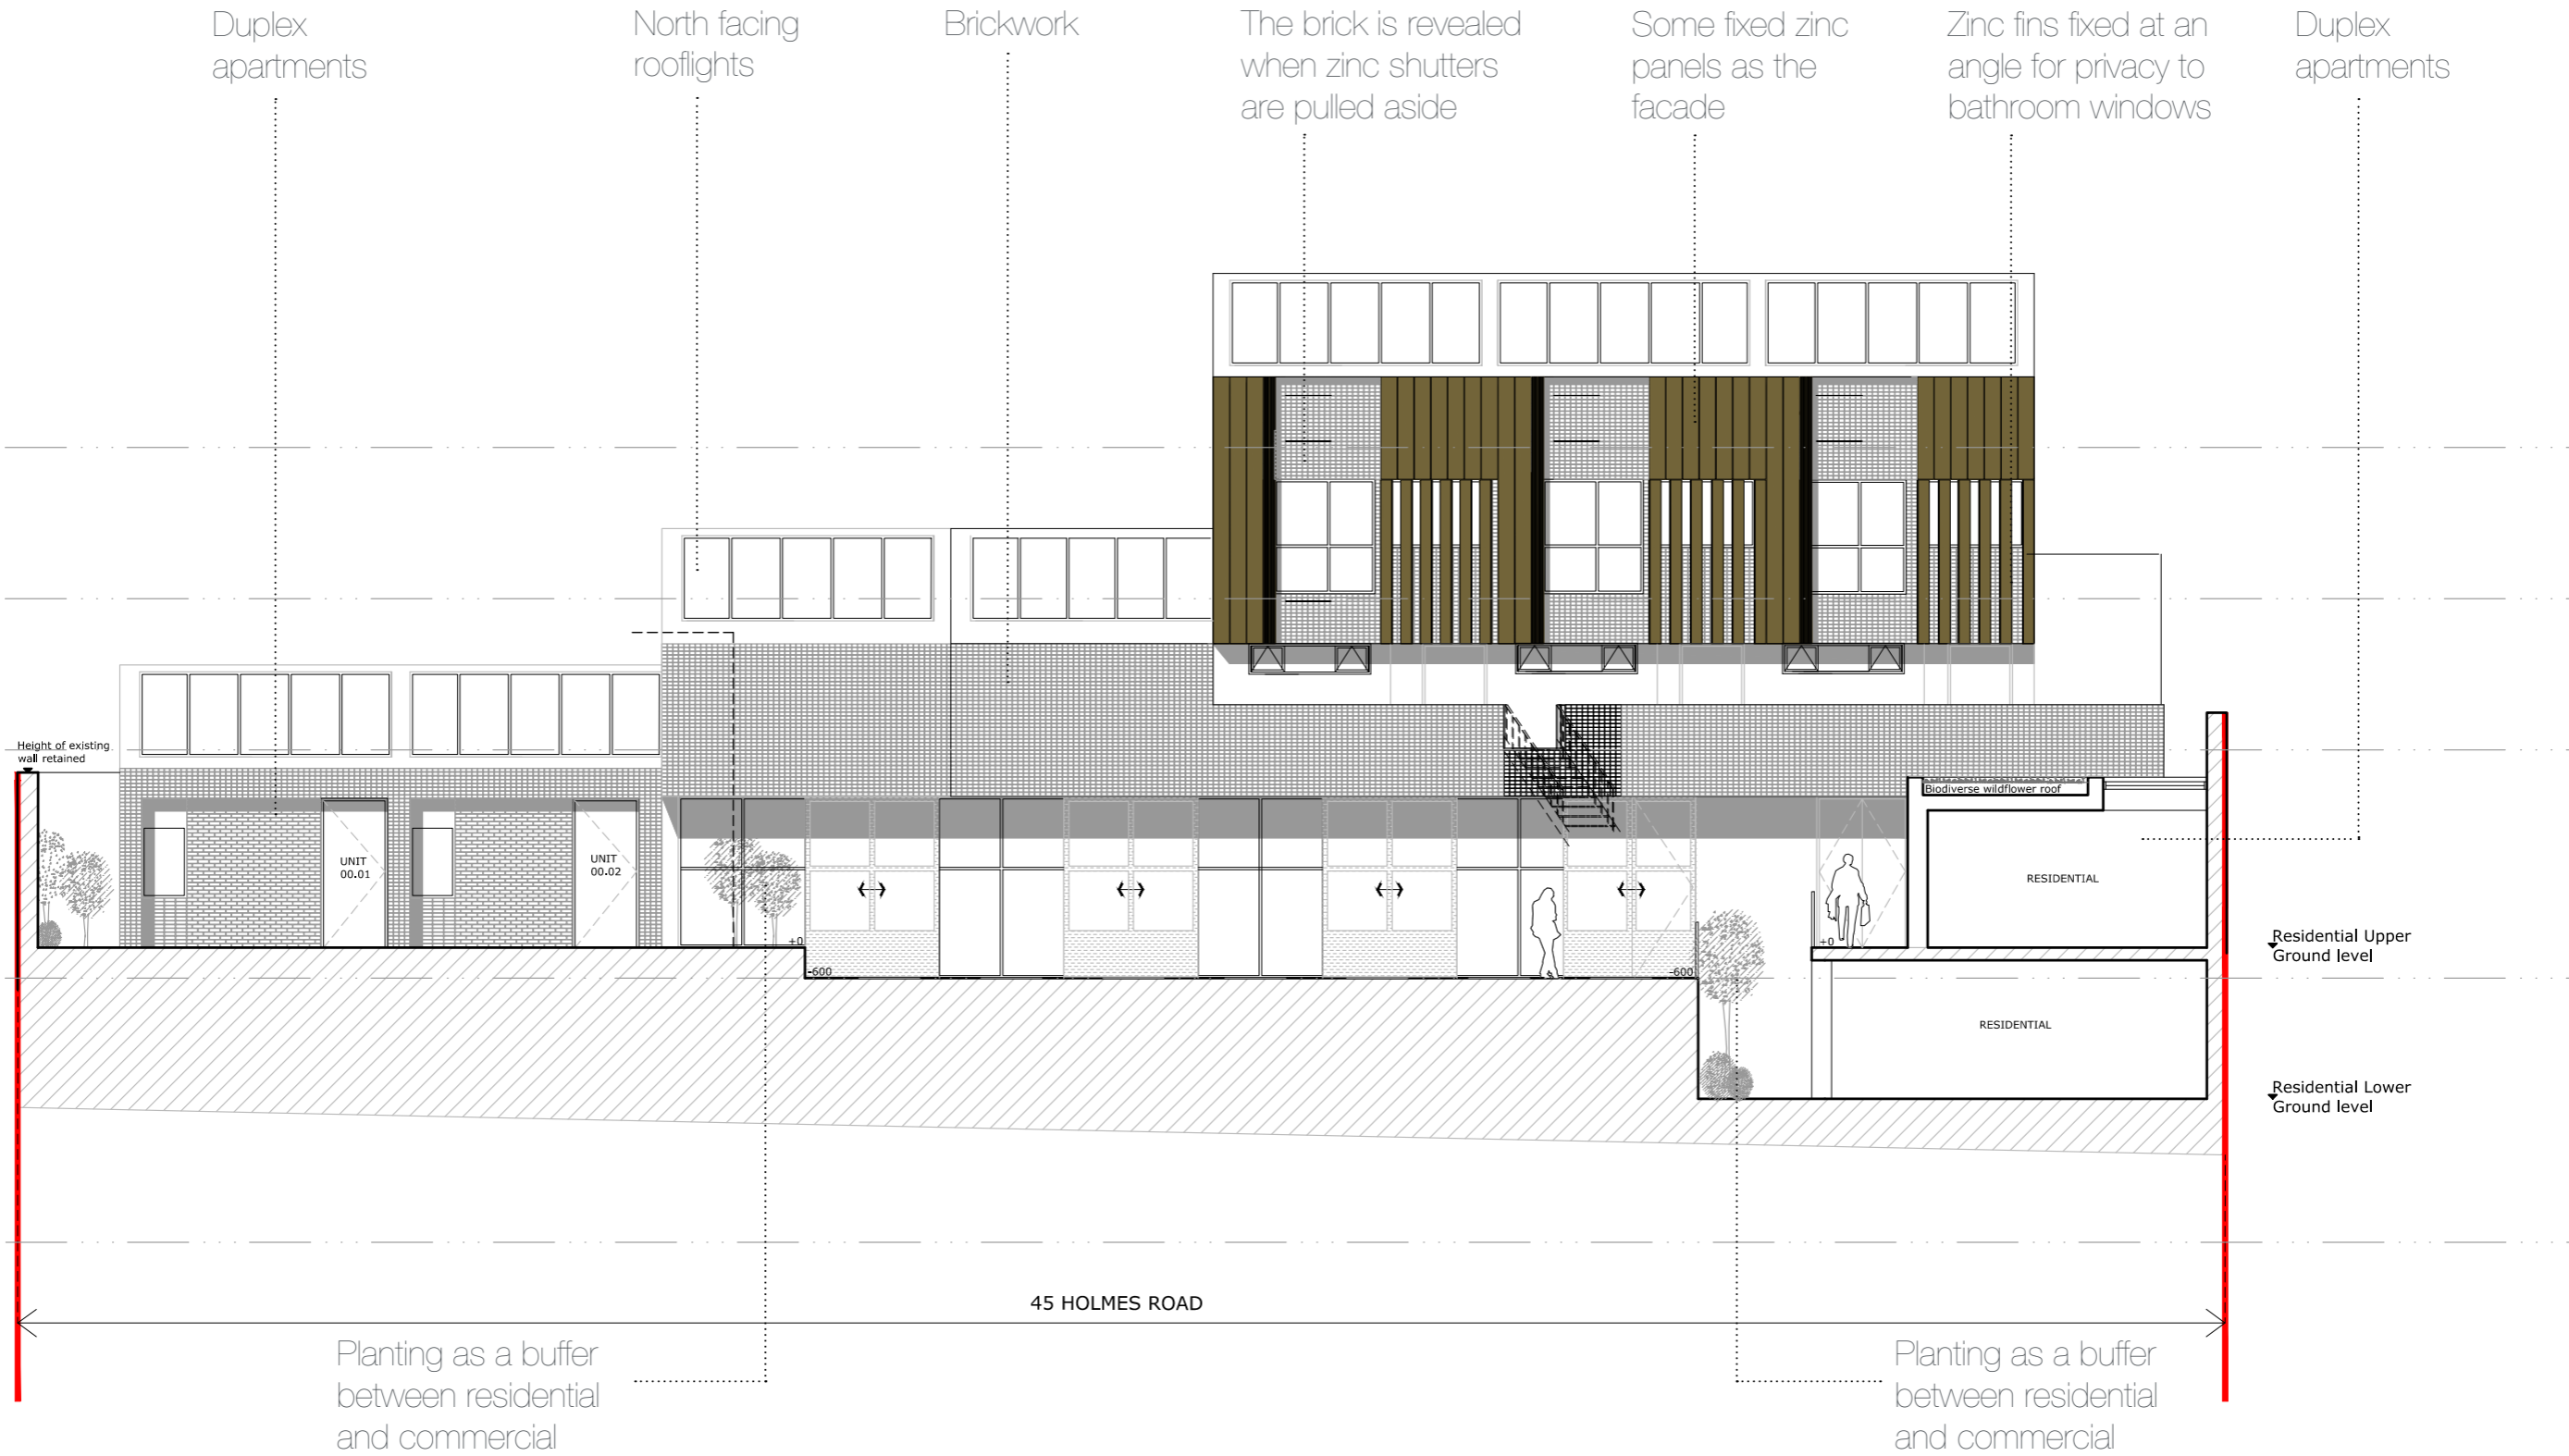 Duplex
apartments
North facing
rooflights
Brickwork
The brick is revealed
when zinc shutters
are pulled aside
Some fixed zinc
panels as the
facade
Zinc fins fixed at an
angle for privacy to
bathroom windows
Duplex
apartments
Height of existing
wall retained
Biodiverse wildflower roof
UNIT
00.01
UNIT
00.02
RESIDENTIAL
+0
+0
-600
-600
Residential Upper
Ground level
RESIDENTIAL
Residential Lower
Ground level
45 HOLMES ROAD
Planting as a buffer
between residential
and commercial
Planting as a buffer
between residential
and commercial